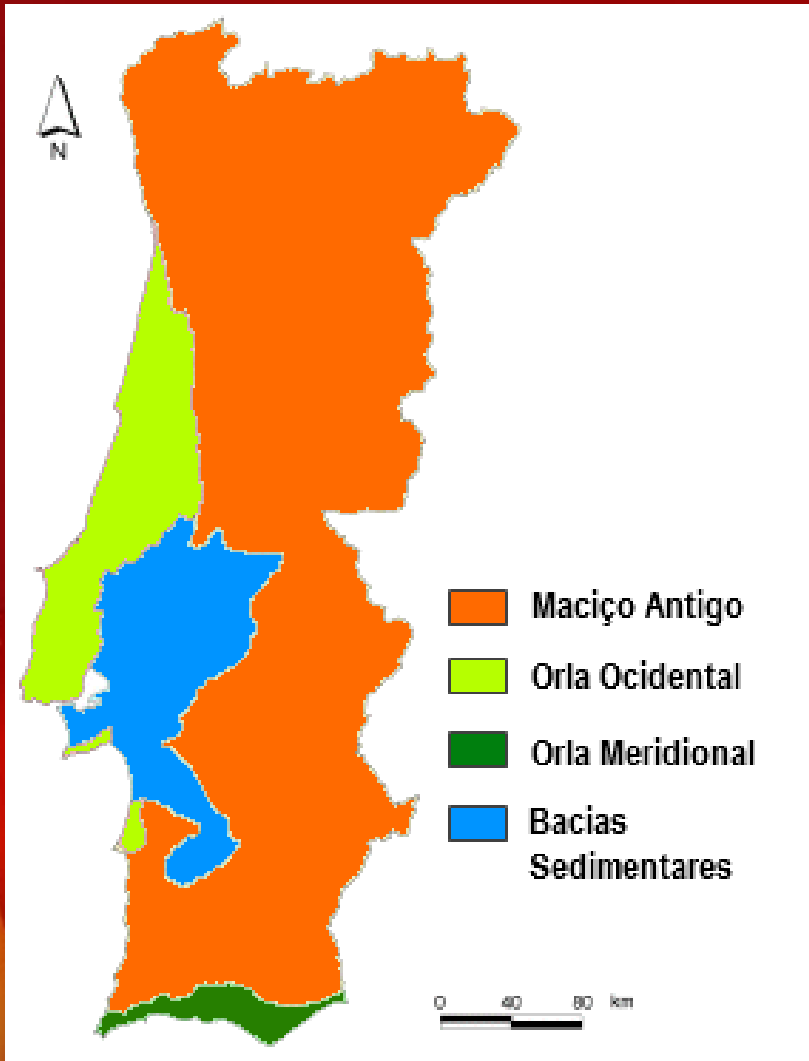 N
Maciço Antigo
Orla Ocidental
Orla Meridional
Bacias
Sedimentares
0 40 80 km